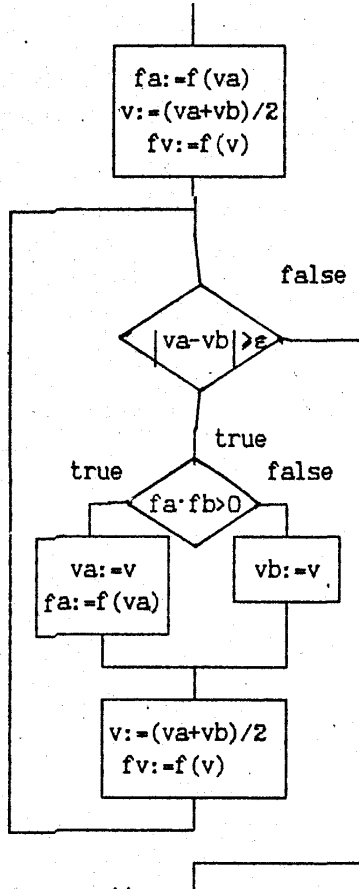 fa:=f(va)
v:=(va+vb)/2
fv:=f(v)
false
|va-vb|⩾ε
true
true
false
fa·fb>0
va:=v
fa:=f(va)
vb:=v
v:=(va+vb)/2
fv:=f(v)